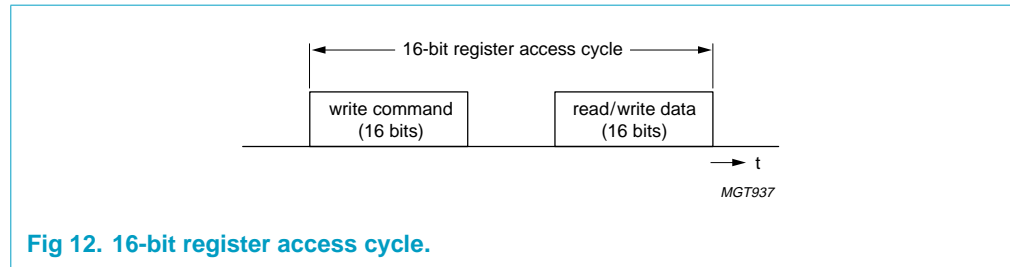 16-bit register access cycle
write command
(16 bits)
read/write data
(16 bits)
t
MGT937
Fig 12. 16-bit register access cycle.